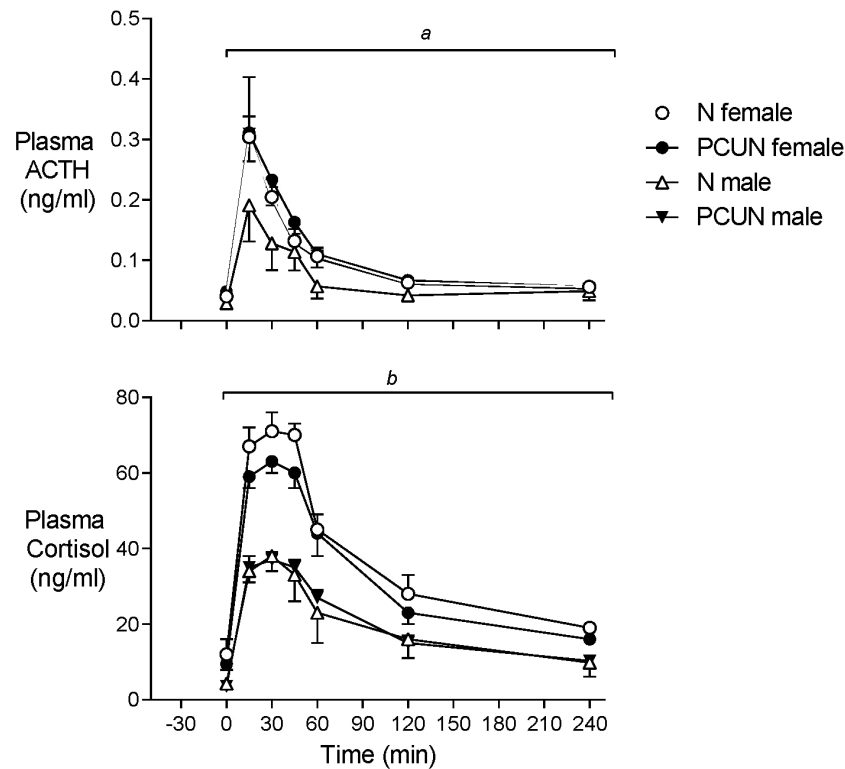 a
0.5
0.4
0.3
0.2
0.1
0.0
Plasma
ACTH
(ng/ml)
N female
PCUN female
N male
PCUN male
b
80
60
40
20
0
Plasma
Cortisol
(ng/ml)
-30 0 30 60 90 120 150 180 210 240
Time (min)